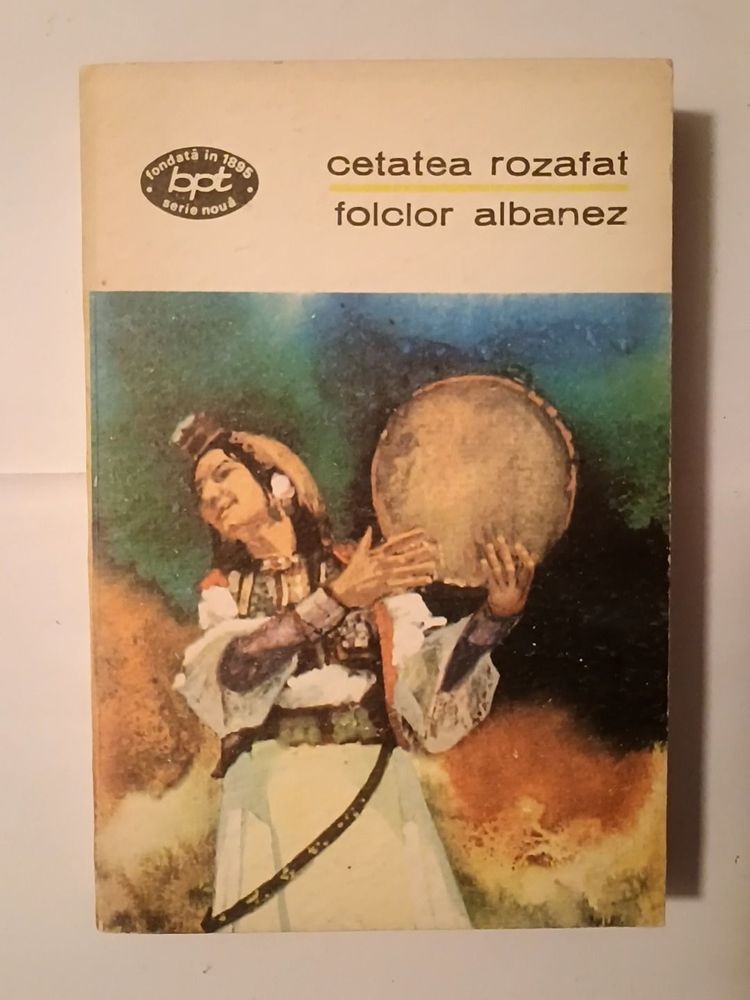 fondată în 1895
bpt
serie nouă
cetatea rozafat
folclor albanez